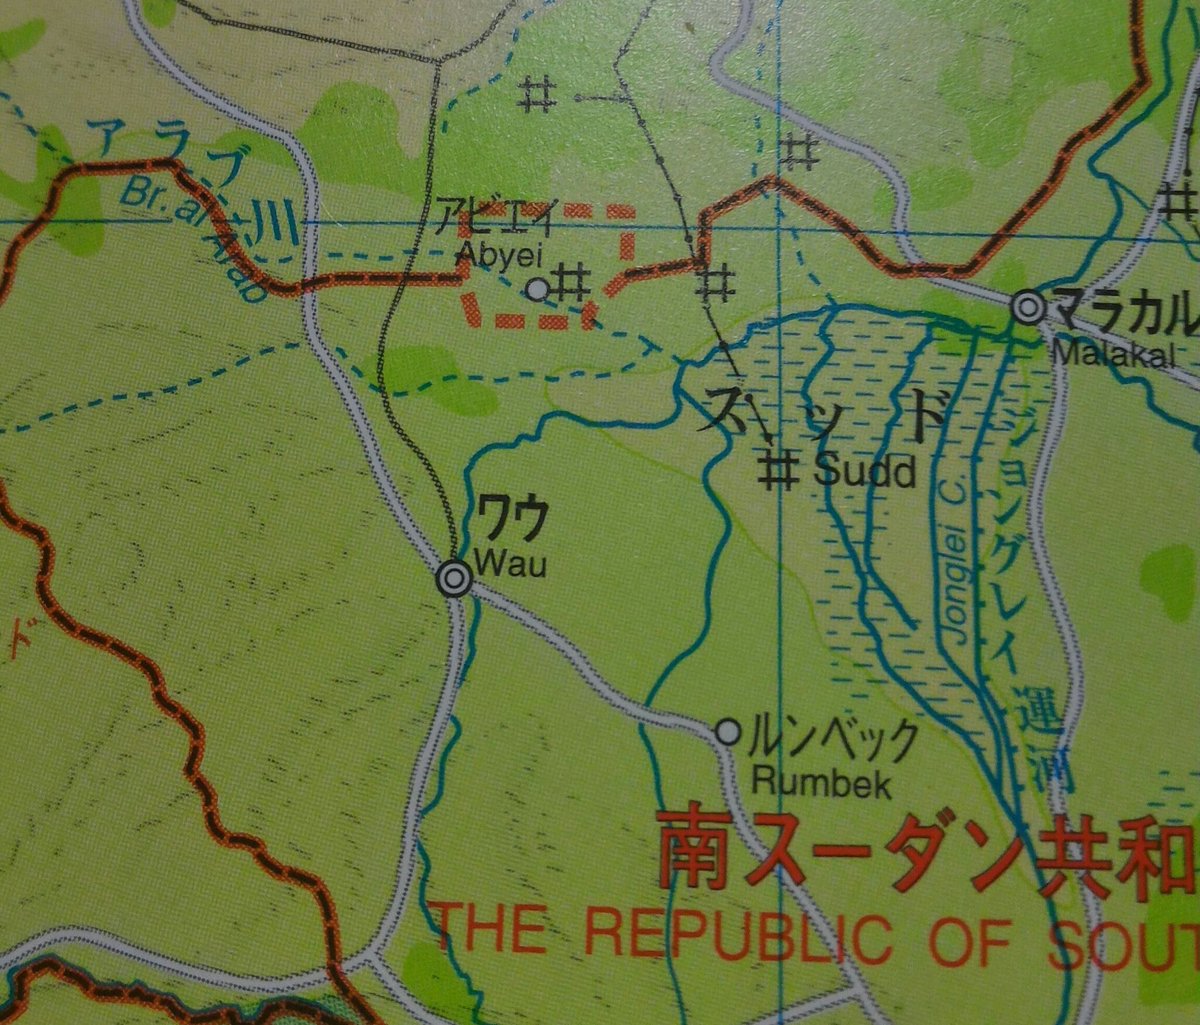 アラブ川
Br. al Arab
アビエイ
Abyei
マラカル
Malakal
スッド
Sudd
ワウ
Wau
Jonglei C.
ジョングレイ運河
ルンベック
Rumbek
南スーダン共和
THE REPUBLIC OF SOUT
ド